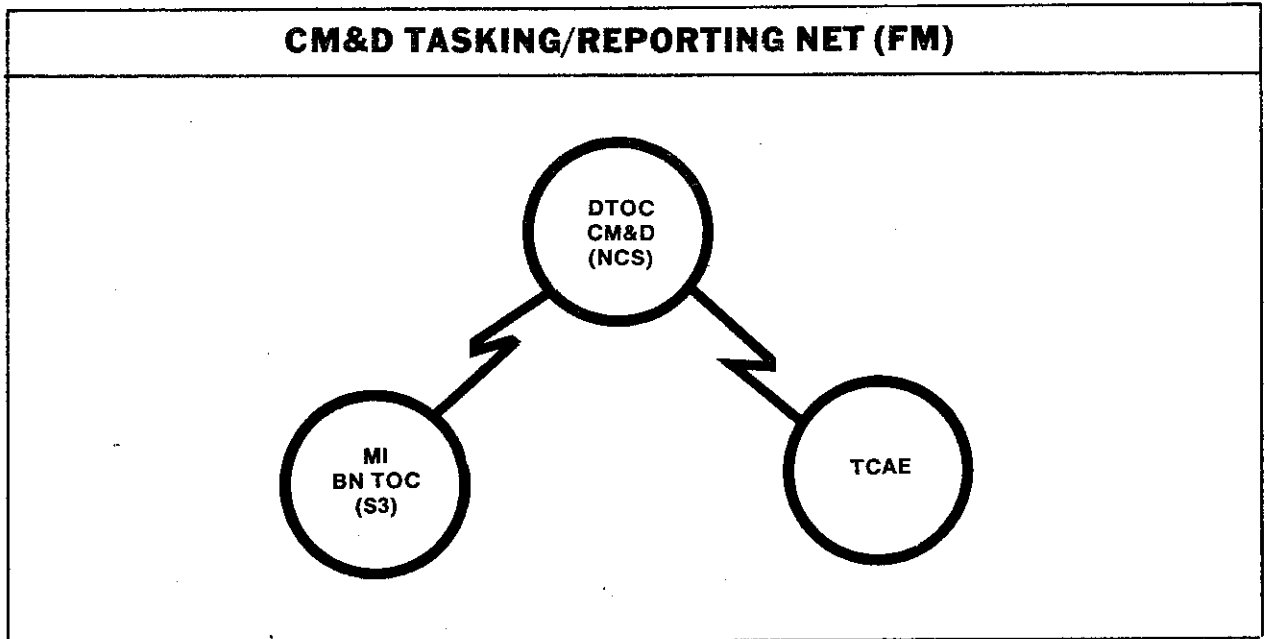 CM&D TASKING/REPORTING NET (FM)
DTOC
CM&D
(NCS)
MI
BN TOC
(S3)
TCAE